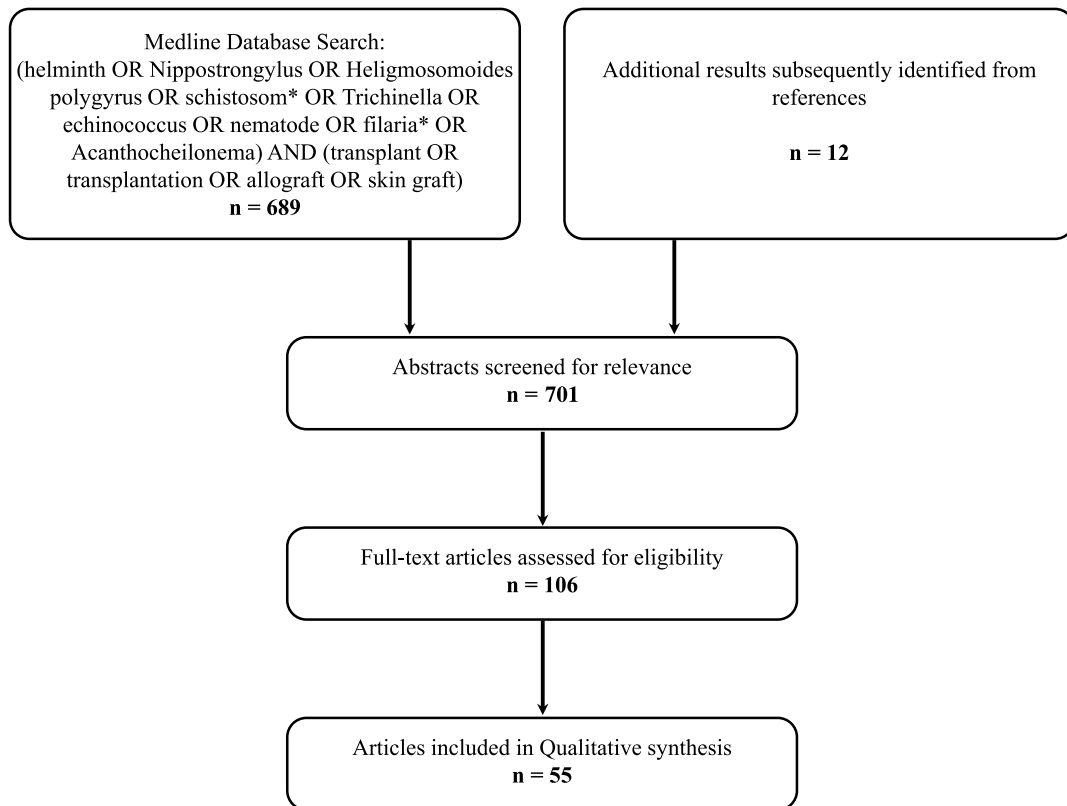 Medline Database Search:
(helminth OR Nippostrongylus OR Heligmosomoides
polygyrus OR schistosom* OR Trichinella OR
echinococcus OR nematode OR filaria* OR
Acanthocheilonema) AND (transplant OR
transplantation OR allograft OR skin graft)
n = 689
Additional results subsequently identified from
references
n = 12
Abstracts screened for relevance
n = 701
Full-text articles assessed for eligibility
n = 106
Articles included in Qualitative synthesis
n = 55